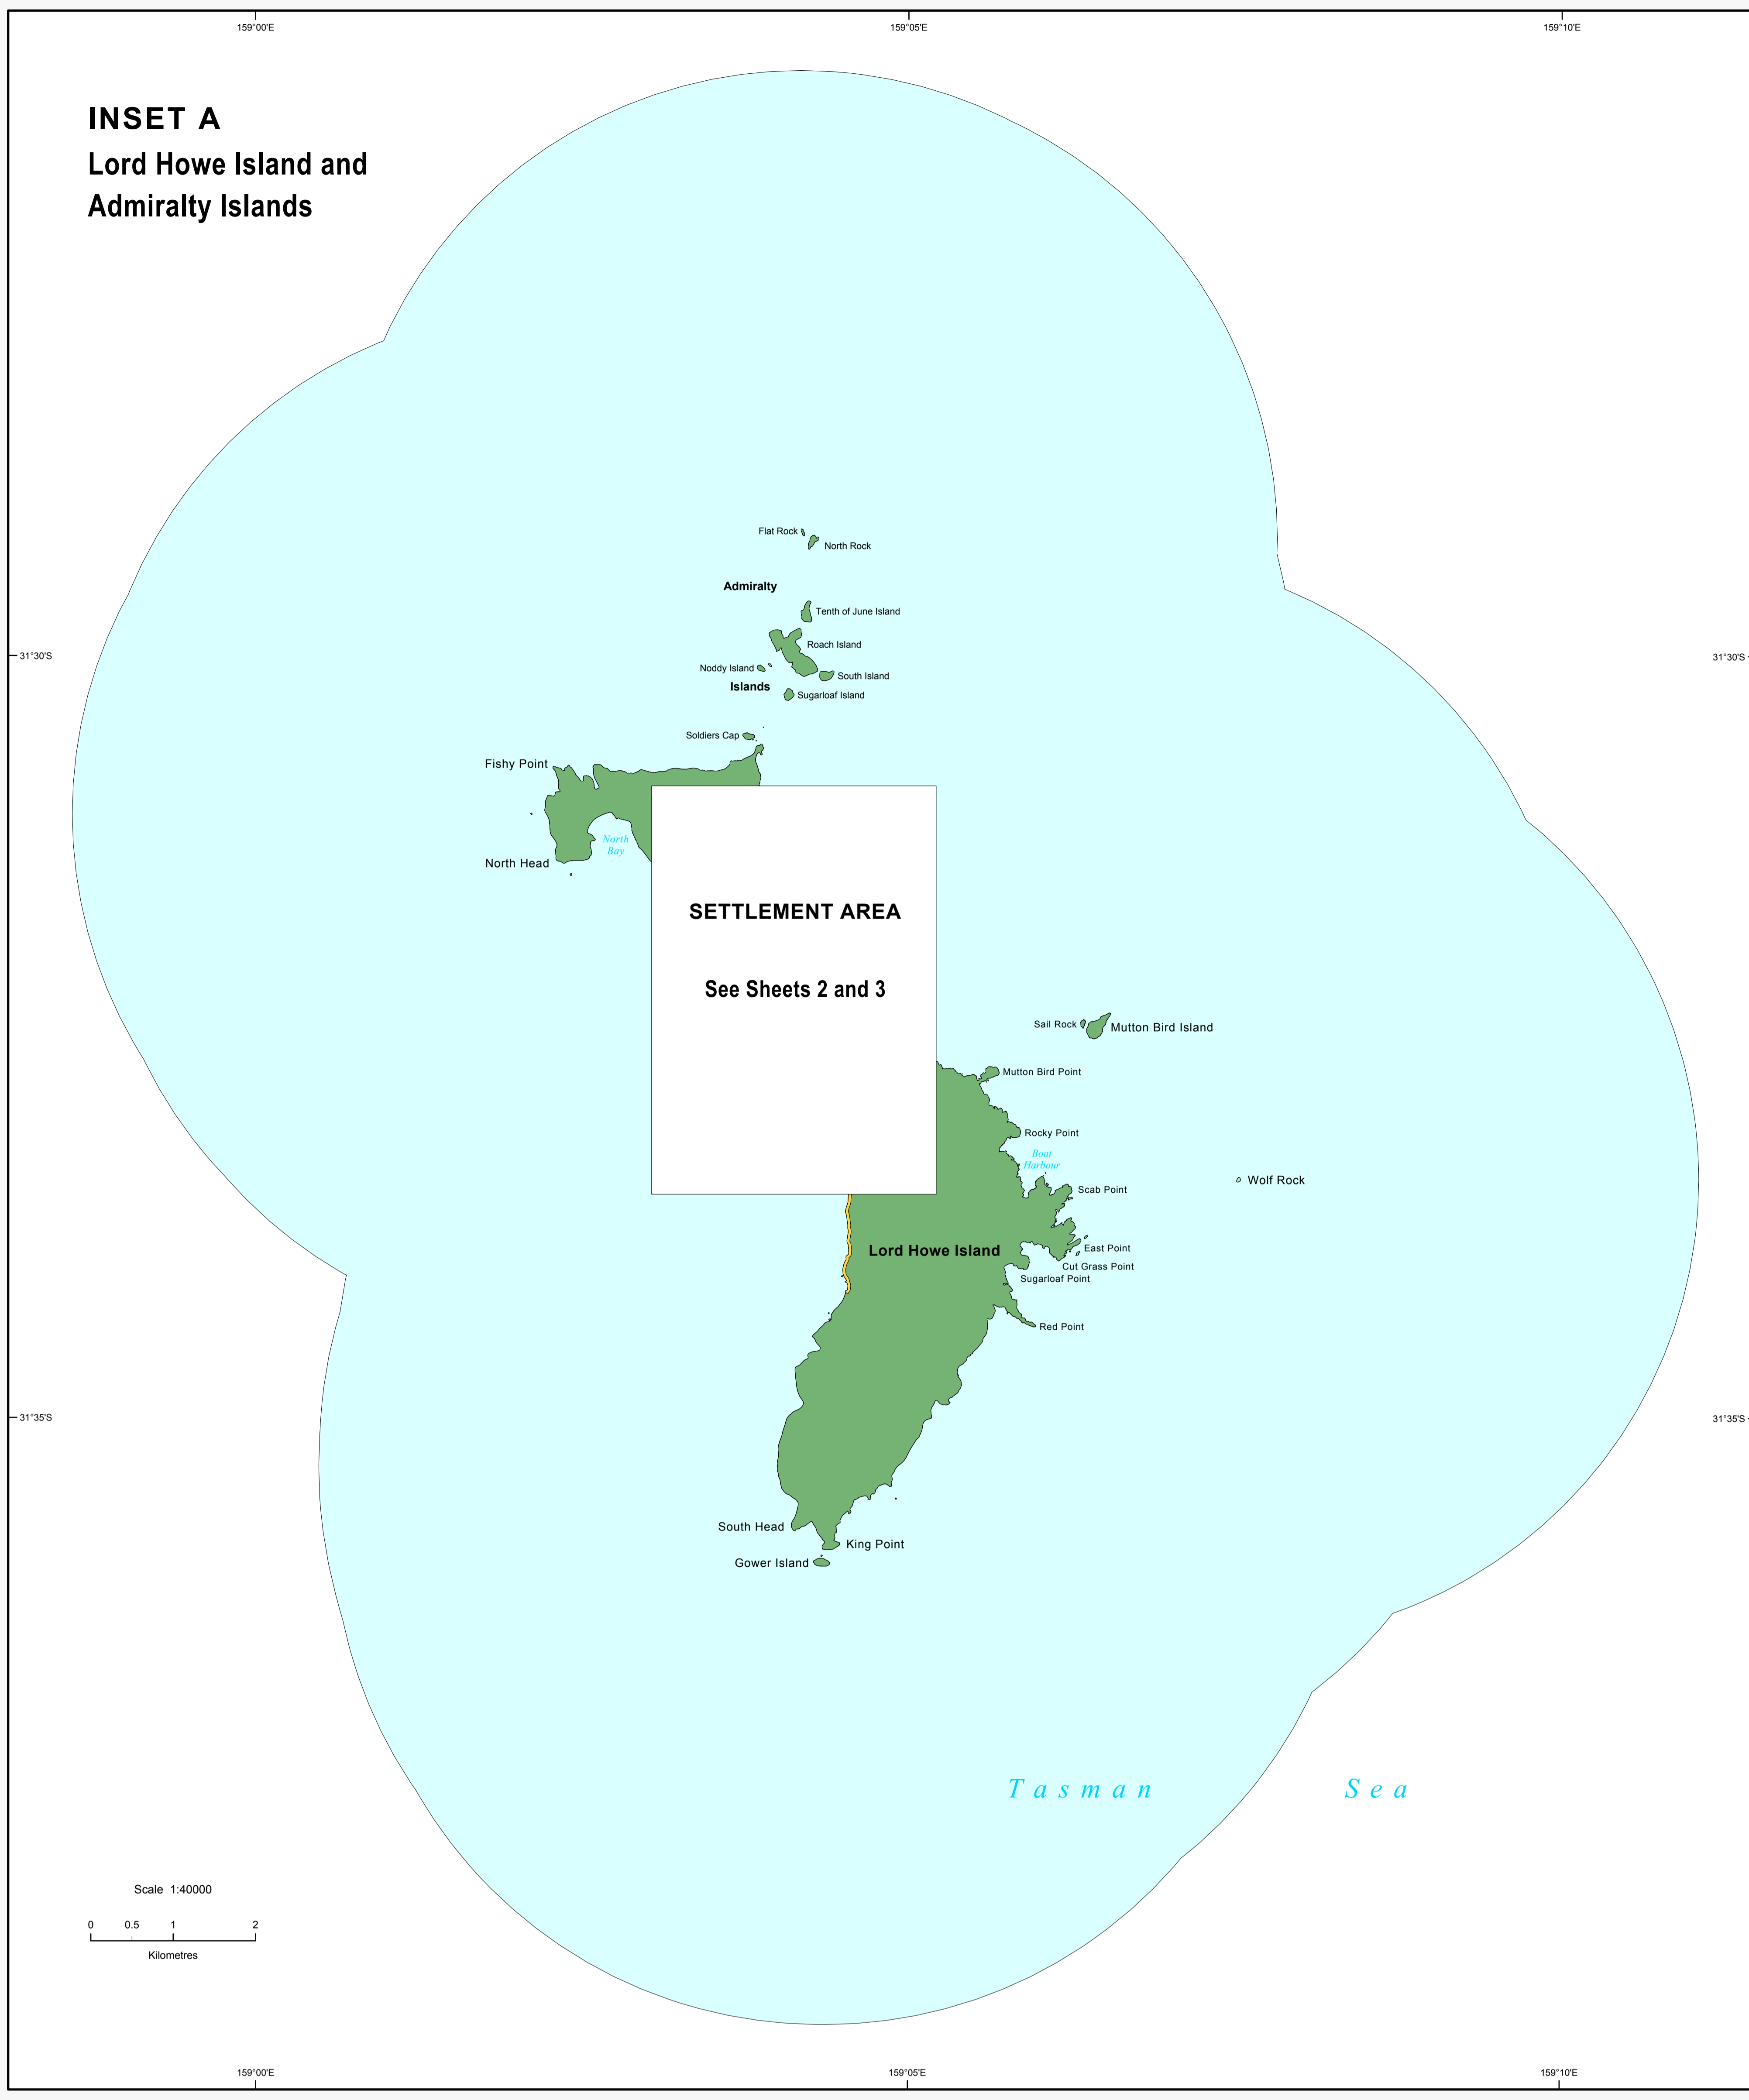 159°00'E
159°05'E
159°10'E
INSET A
Lord Howe Island and
Admiralty Islands
Flat Rock
North Rock
Admiralty
Tenth of June Island
Roach Island
31°30'S
31°30'S
Noddy Island
South Island
Islands
Sugarloaf Island
Soldiers Cap
Fishy Point
North
Bay
North Head
SETTLEMENT AREA
See Sheets 2 and 3
Sail Rock
Mutton Bird Island
Mutton Bird Point
Rocky Point
Boat
Harbour
Wolf Rock
Scab Point
East Point
Lord Howe Island
Cut Grass Point
Sugarloaf Point
Red Point
31°35'S
31°35'S
South Head
King Point
Gower Island
Tasman Sea
Scale 1:40000
0 0.5 1 2
Kilometres
159°00'E
159°05'E
159°10'E